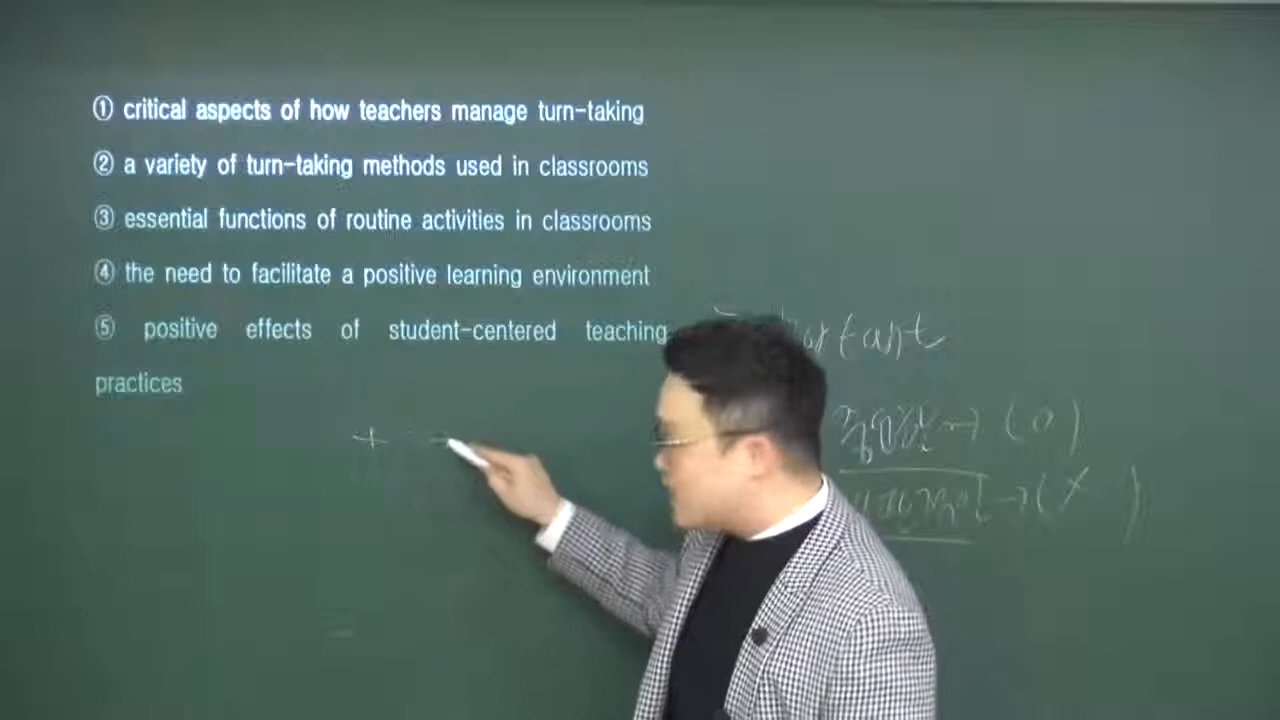 ① critical aspects of how teachers manage turn-taking
② a variety of turn-taking methods used in classrooms
③ essential functions of routine activities in classrooms
④ the need to facilitate a positive learning environment
⑤ positive effects of student-centered teaching
practices
+ -
→ (O)
→ (X )